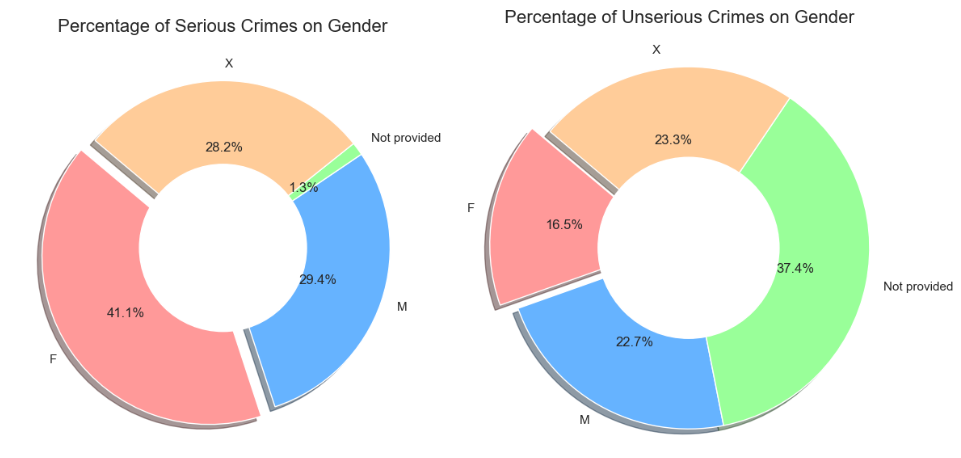 Percentage of Serious Crimes on Gender
X
Not provided
28.2%
1.3%
29.4%
M
41.1%
F
Percentage of Unserious Crimes on Gender
X
23.3%
F
16.5%
37.4%
Not provided
22.7%
M